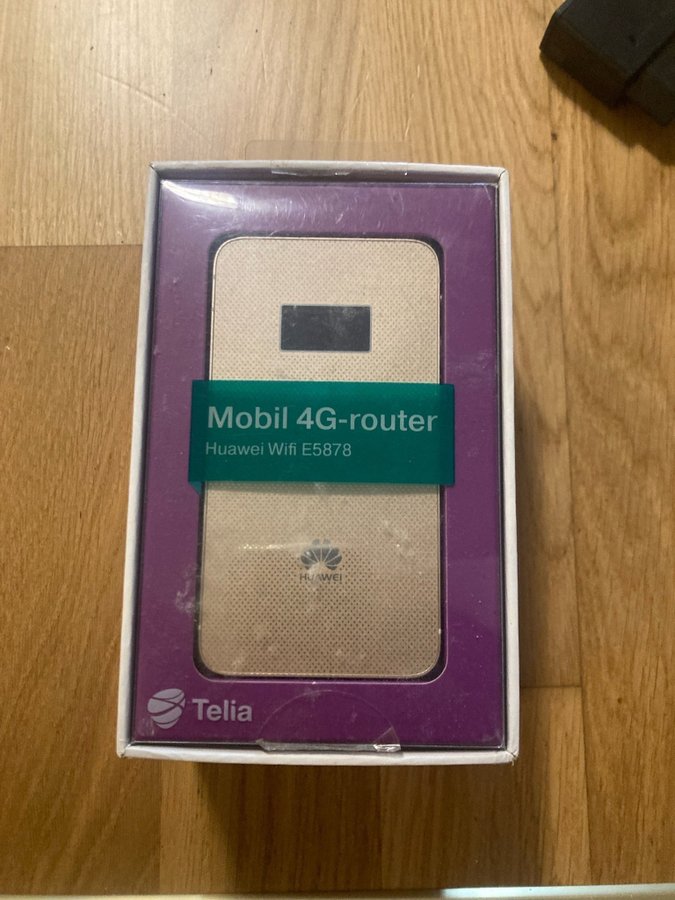 Mobil 4G-router
Huawei Wifi E5878
HUAWEI
Telia